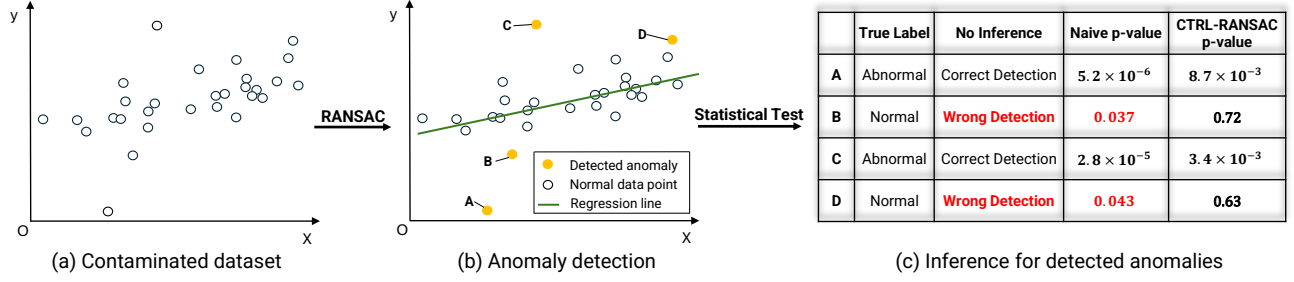 y
O
X
(a) Contaminated dataset
RANSAC
y
C
D
B
A
Detected anomaly
Normal data point
Regression line
O
X
(b) Anomaly detection
Statistical Test
True Label No Inference Naive p-value CTRL-RANSAC p-value
A Abnormal Correct Detection 5.2 × 10⁻⁶ 8.7 × 10⁻³
B Normal Wrong Detection 0.037 0.72
C Abnormal Correct Detection 2.8 × 10⁻⁵ 3.4 × 10⁻³
D Normal Wrong Detection 0.043 0.63
(c) Inference for detected anomalies